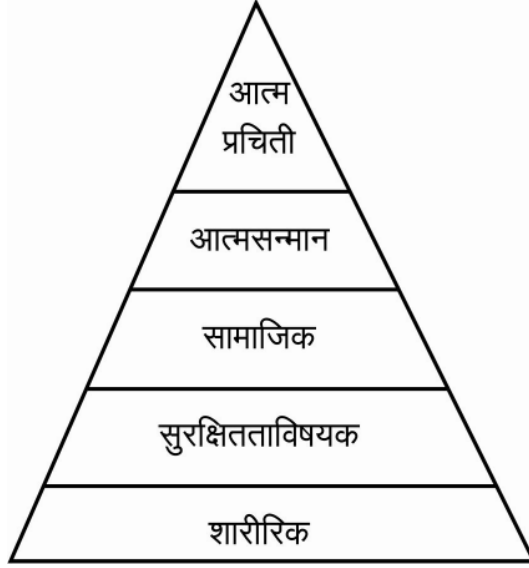 आत्म
प्रचिती
आत्मसन्मान
सामाजिक
सुरक्षितताविषयक
शारीरिक